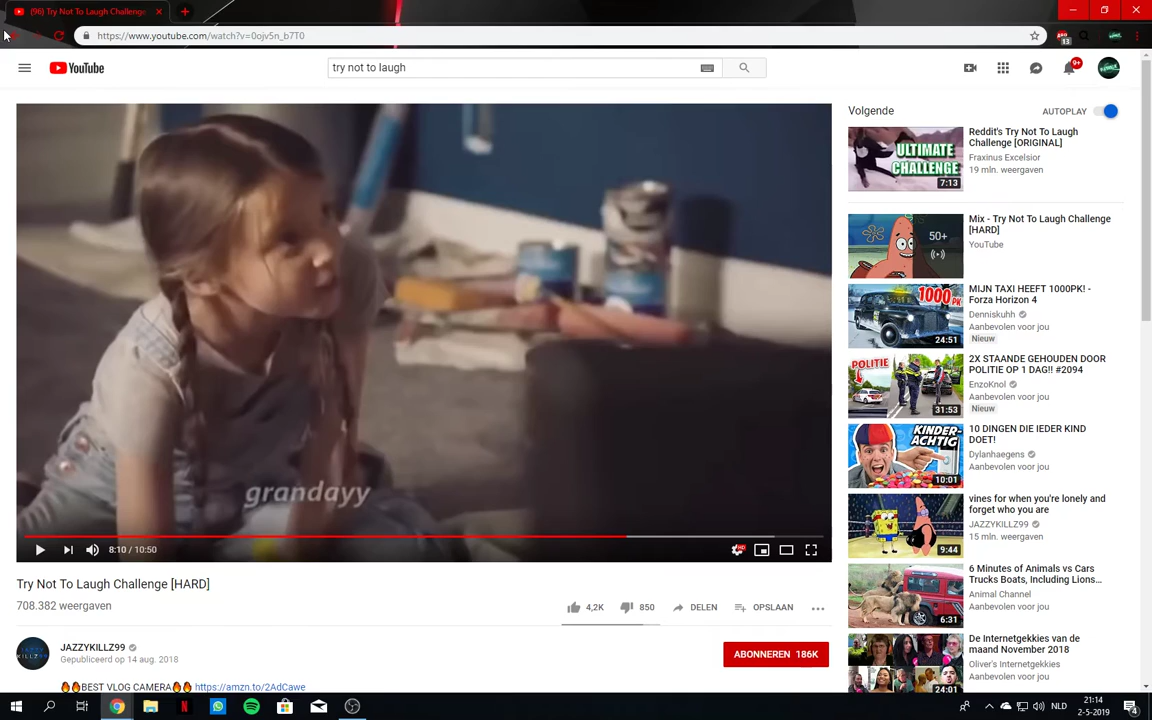 (96) Try Not To Laugh Challenge
https://www.youtube.com/watch?v=0ojv5n_b7T0
13
YouTube
try not to laugh
9+
grandayy
8:10 / 10:50
HD
Try Not To Laugh Challenge [HARD]
708.382 weergaven
4,2K
850
DELEN
OPSLAAN
JAZZYKILLZ99
Gepubliceerd op 14 aug. 2018
ABONNEREN 186K
🔥🔥BEST VLOG CAMERA🔥🔥 https://amzn.to/2AdCawe
Volgende
AUTOPLAY
ULTIMATE
CHALLENGE
7:13
Reddit's Try Not To Laugh
Challenge [ORIGINAL]
Fraxinus Excelsior
19 mln. weergaven
50+
Mix - Try Not To Laugh Challenge
[HARD]
YouTube
1000PK!
24:51
MIJN TAXI HEEFT 1000PK! -
Forza Horizon 4
Denniskuhh
Aanbevolen voor jou
Nieuw
POLITIE
31:53
2X STAANDE GEHOUDEN DOOR
POLITIE OP 1 DAG!! #2094
EnzoKnol
Aanbevolen voor jou
Nieuw
KINDER-
ACHTIG
10:01
10 DINGEN DIE IEDER KIND
DOET!
Dylanhaegens
Aanbevolen voor jou
9:44
vines for when you're lonely and
forget who you are
JAZZYKILLZ99
15 mln. weergaven
6:31
6 Minutes of Animals vs Cars
Trucks Boats, Including Lions...
Animal Channel
Aanbevolen voor jou
24:01
De Internetgekkies van de
maand November 2018
Oliver's Internetgekkies
Aanbevolen voor jou
NLD
21:14
2-5-2019
4